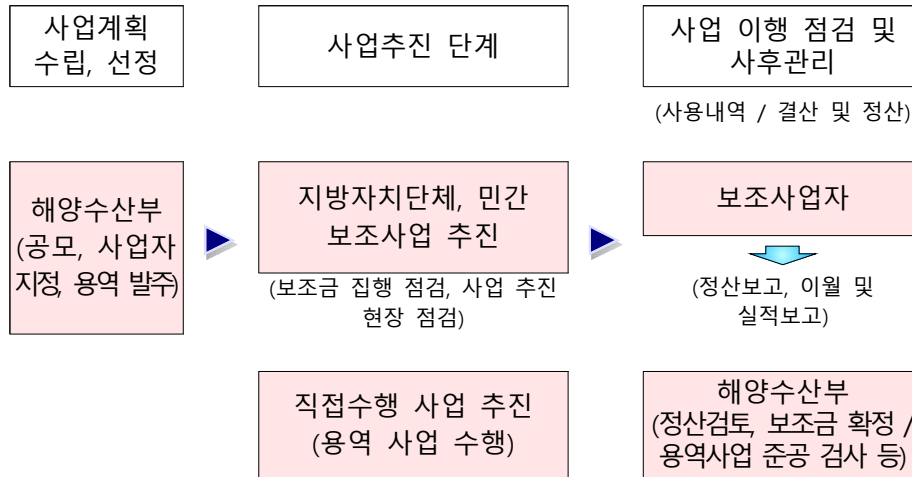 사업계획
수립, 선정
사업추진 단계
사업 이행 점검 및
사후관리
(사용내역 / 결산 및 정산)
해양수산부
(공모, 사업자
지정, 용역 발주)
지방자치단체, 민간
보조사업 추진
(보조금 집행 점검, 사업 추진
현장 점검)
보조사업자
(정산보고, 이월 및
실적보고)
직접수행 사업 추진
(용역 사업 수행)
해양수산부
(정산검토, 보조금 확정 /
용역사업 준공 검사 등)